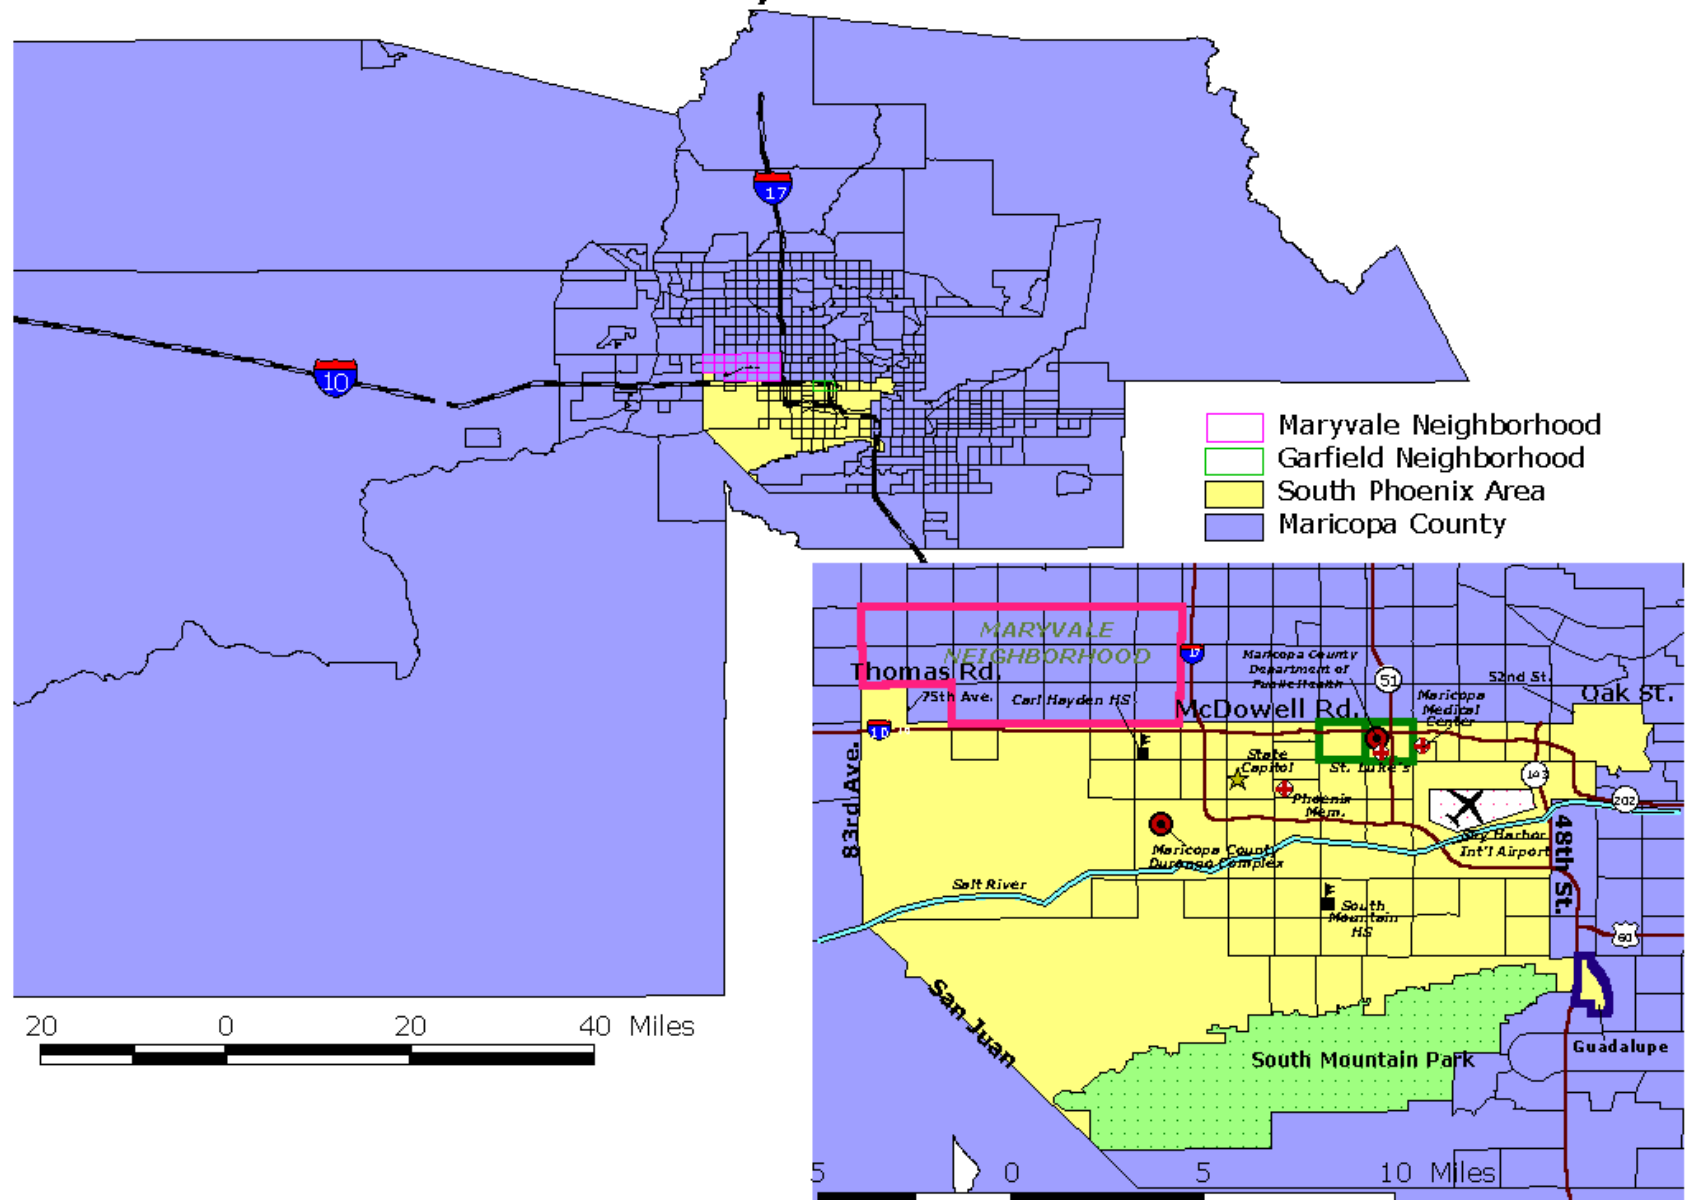 17
10
Maryvale Neighborhood
Garfield Neighborhood
South Phoenix Area
Maricopa County
20 0 20 40 Miles
MARYVALE
NEIGHBORHOOD
Thomas Rd.
75th Ave.
Carl Hayden HS
17
Maricopa County
Department of
Public Health
51
52nd St.
Oak St.
McDowell Rd.
Maricopa
Medical
Center
10
83rd Ave.
State
Capitol
St. Luke's
Phoenix
Mem.
143
202
Sky Harbor
Int'l Airport
48th St.
Maricopa County
Durango Complex
Salt River
South
Mountain
HS
60
San Juan
South Mountain Park
Guadalupe
5 0 5 10 Miles